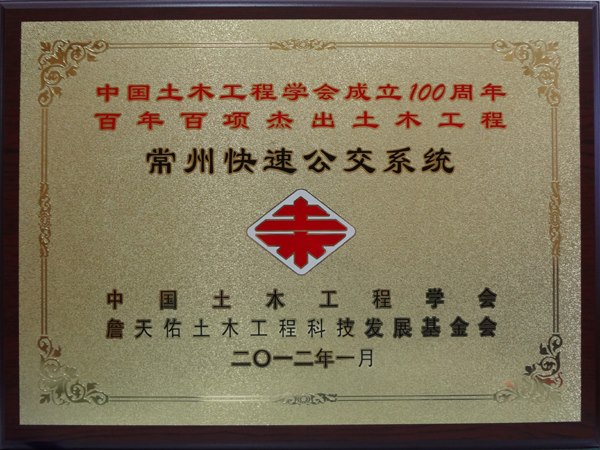 中国土木工程学会成立100周年
百年百项杰出土木工程
常州快速公交系统
中国土木工程学会
詹天佑土木工程科技发展基金会
二〇一二年一月